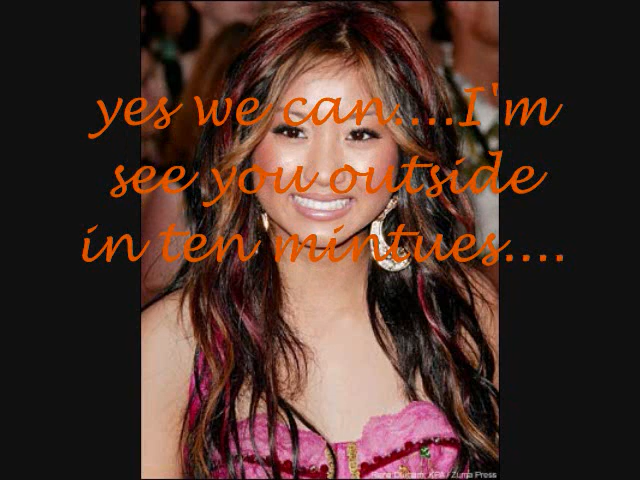 yes we can....I'm
see you outside
in ten mintues....